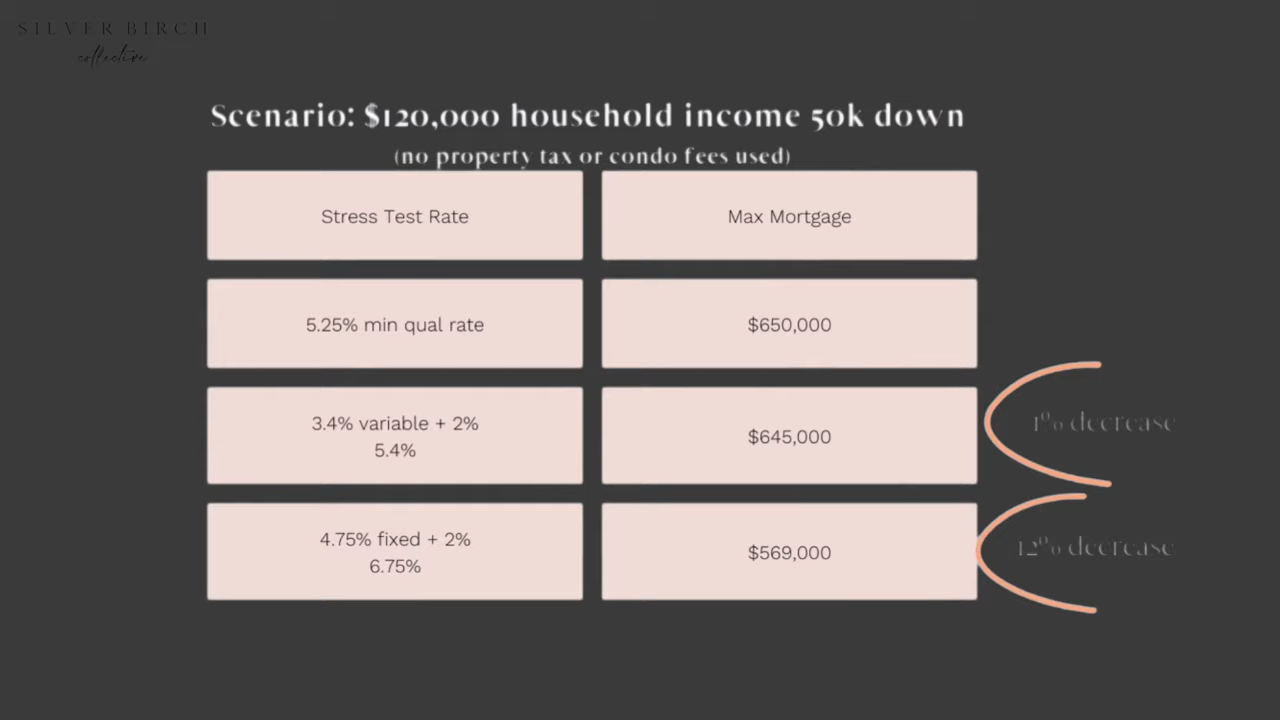 SILVER BIRCH
collective
Scenario: $120,000 household income 50k down
(no property tax or condo fees used)
Stress Test Rate
Max Mortgage
5.25% min qual rate
$650,000
3.4% variable + 2%
5.4%
$645,000
1% decrease
4.75% fixed + 2%
6.75%
$569,000
12% decrease